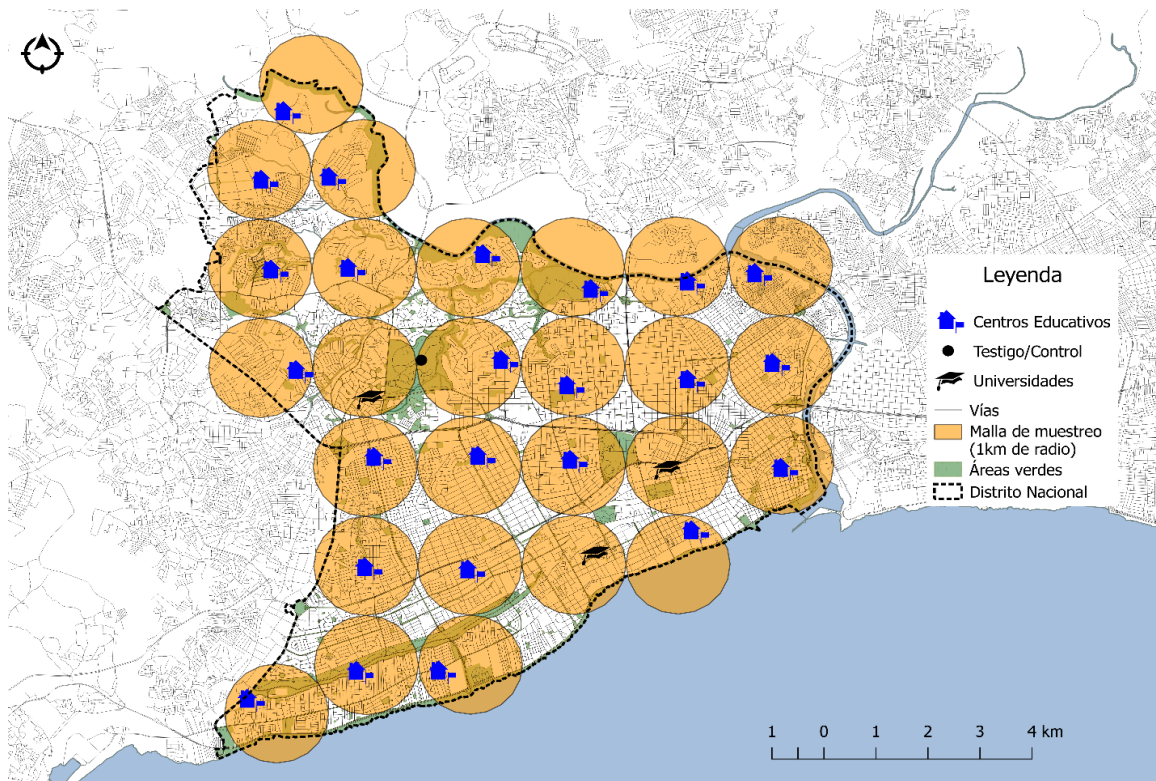 Leyenda
Centros Educativos
Testigo/Control
Universidades
Vías
Malla de muestreo
(1km de radio)
Áreas verdes
Distrito Nacional
1 0 1 2 3 4 km